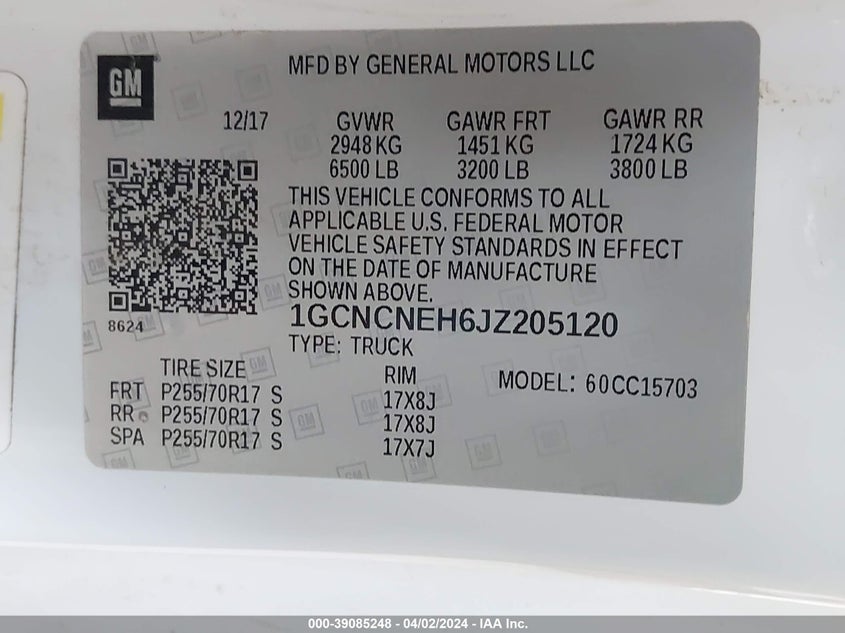 GM
MFD BY GENERAL MOTORS LLC
12/17 GVWR GAWR FRT GAWR RR
2948 KG 1451 KG 1724 KG
6500 LB 3200 LB 3800 LB
THIS VEHICLE CONFORMS TO ALL
APPLICABLE U.S. FEDERAL MOTOR
VEHICLE SAFETY STANDARDS IN EFFECT
ON THE DATE OF MANUFACTURE
SHOWN ABOVE.
8624
1GCNCNEH6JZ205120
TYPE: TRUCK
TIRE SIZE RIM MODEL: 60CC15703
FRT P255/70R17 S 17X8J
RR P255/70R17 S 17X8J
SPA P255/70R17 S 17X7J
000-39085248 - 04/02/2024 - IAA Inc.